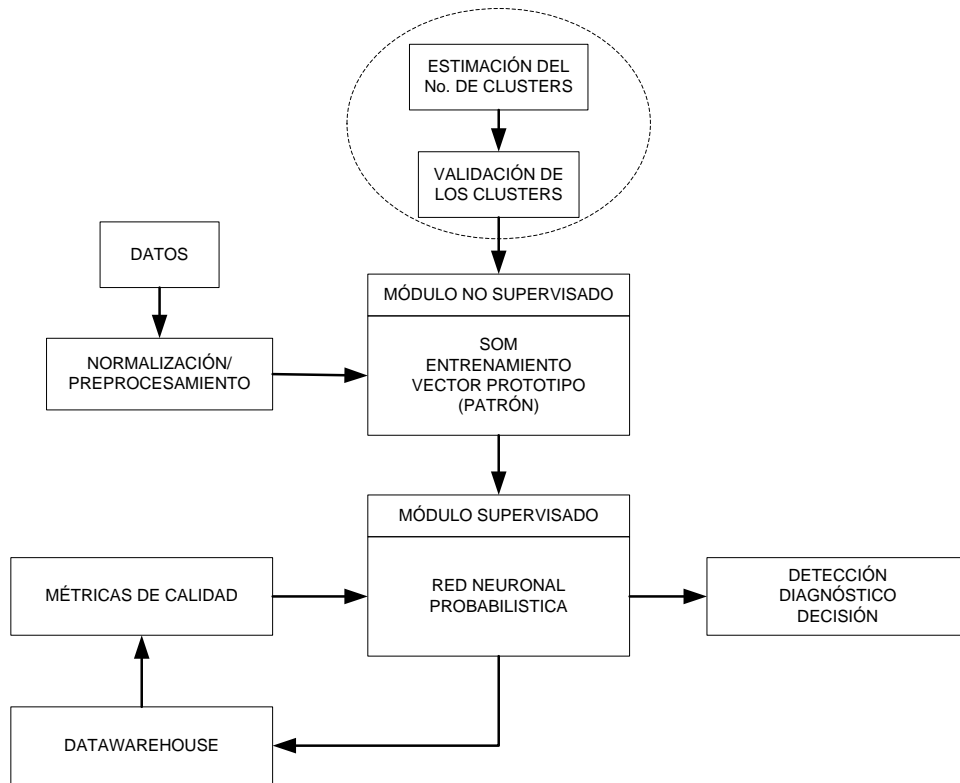 ESTIMACIÓN DEL
No. DE CLUSTERS
VALIDACIÓN DE
LOS CLUSTERS
DATOS
MÓDULO NO SUPERVISADO
NORMALIZACIÓN/
PREPROCESAMIENTO
SOM
ENTRENAMIENTO
VECTOR PROTOTIPO
(PATRÓN)
MÓDULO SUPERVISADO
MÉTRICAS DE CALIDAD
RED NEURONAL
PROBABILISTICA
DETECCIÓN
DIAGNÓSTICO
DECISIÓN
DATAWAREHOUSE